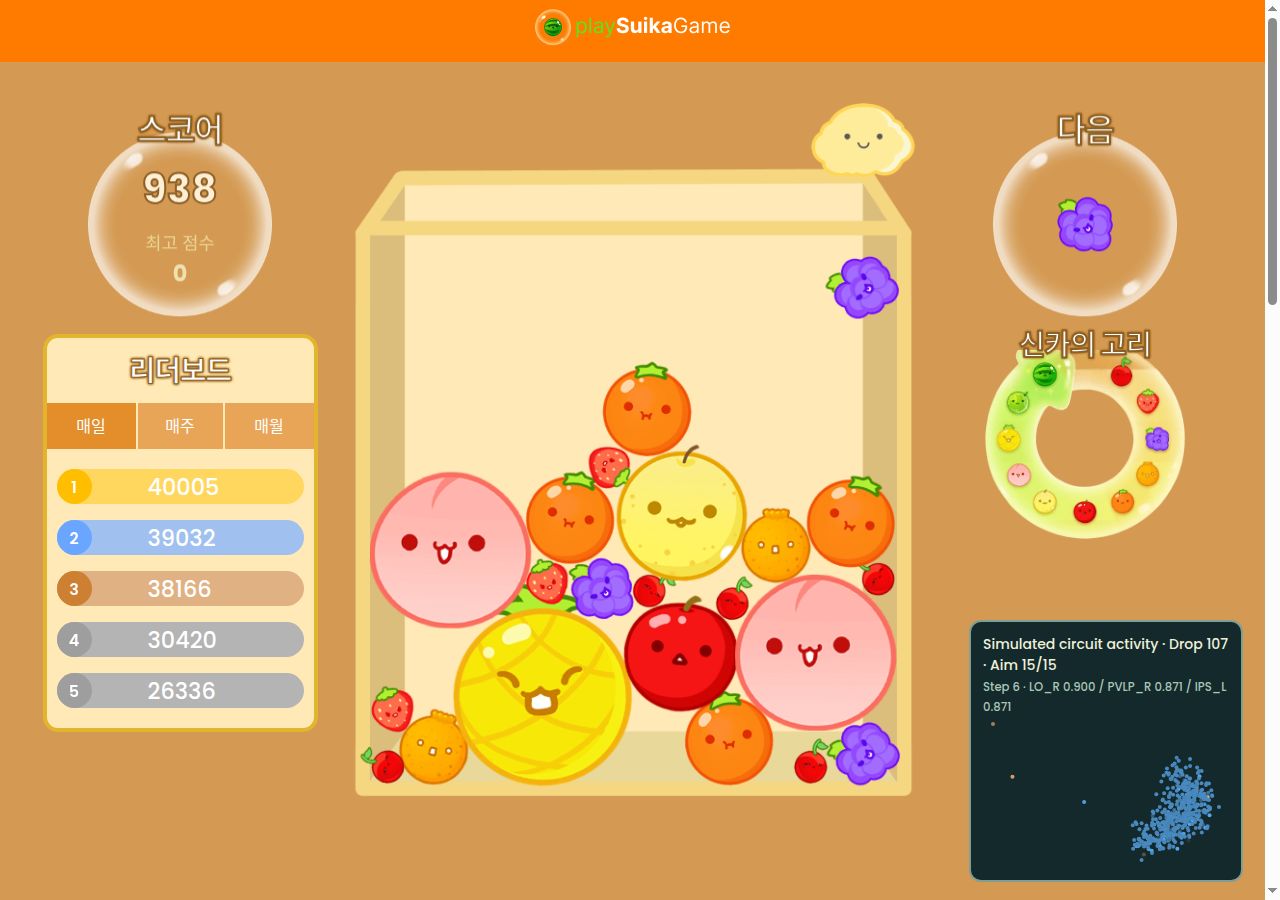 playSuikaGame
스코어
938
최고 점수
0
리더보드
매일
매주
매월
1 40005
2 39032
3 38166
4 30420
5 26336
다음
신카의 고리
Simulated circuit activity · Drop 107
· Aim 15/15
Step 6 · LO_R 0.900 / PVLP_R 0.871 / IPS_L
0.871